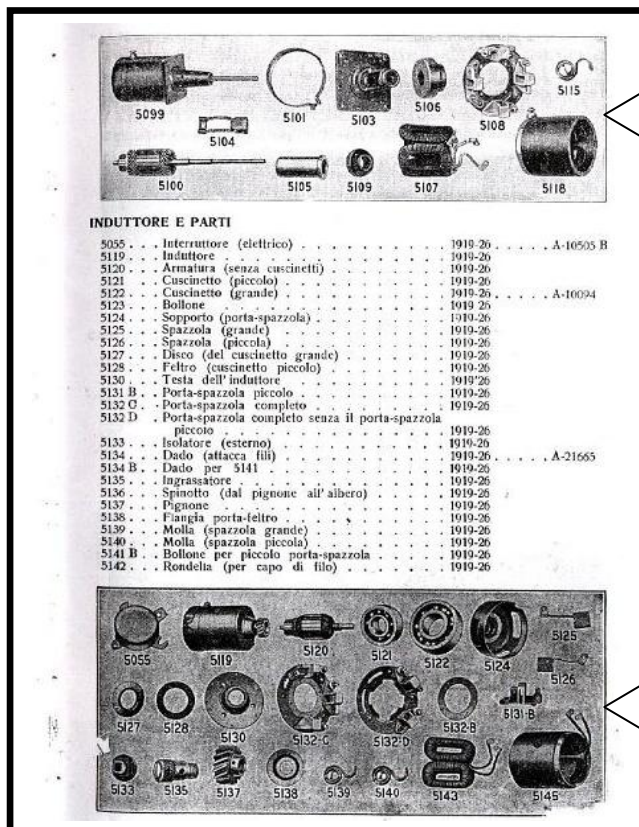 5099
5101
5103
5106
5108
5115
5104
5100
5105
5109
5107
5118
INDUTTORE E PARTI
5055 . . . Interruttore (elettrico) . . . . . . . . . . 1919-26 . . . . . A-10505 B
5119 . . . Induttore . . . . . . . . . . 1919-26
5120 . . . Armatura (senza cuscinetti) . . . . . . . . 1919-26
5121 . . . Cuscinetto (piccolo) . . . . . . . . . . 1919-26
5122 . . . Cuscinetto (grande) . . . . . . . . . . 1919-26 . . . . . A-10094
5123 . . . Bollone . . . . . . . . . . 1919 26
5124 . . . Sopporto (porta-spazzola) . . . . . . . . 1919-26
5125 . . . Spazzola (grande) . . . . . . . . . . 1919-26
5126 . . . Spazzola (piccola) . . . . . . . . . . 1919-26
5127 . . . Disco (del cuscinetto grande) . . . . . . . 1919-26
5128 . . . Feltro (cuscinetto piccolo) . . . . . . . . 1919-26
5130 . . . Testa dell'induttore . . . . . . . . . . 1919'26
5131 B . . Porta-spazzola piccolo . . . . . . . . . 1919-26
5132 C . . Porta-spazzola completo . . . . . . . . 1919-26
5132 D . Porta-spazzola completo senza il porta-spazzola
piccolo . . . . . . . . . . 1919-26
5133 . . . Isolatore (esterno) . . . . . . . . . . 1919-26
5134 . . . Dado (attacca fili) . . . . . . . . . . 1919-26 . . . . . A-21665
5134 B . . Dado per 5141 . . . . . . . . . . 1919-26
5135 . . . Ingrassatore . . . . . . . . . . 1919-26
5136 . . . Spinotto (dal pignone all'albero) . . . . . . 1919-26
5137 . . . Pignone . . . . . . . . . . 1919-26
5138 . . . Flangia porta-feltro . . . . . . . . . . 1919-26
5139 . . . Molla (spazzola grande) . . . . . . . . 1919-26
5140 . . . Molla (spazzola piccola) . . . . . . . . 1919-26
5141 B . . Bollone per piccolo porta-spazzola . . . . . . 1919-26
5142 . . . Rondella (per capo di filo) . . . . . . . . 1919-26
5055
5119
5120
5121
5122
5124
5125
5126
5127
5128
5130
5132-C
5132-D
5132-B
5131-B
5133
5135
5137
5138
5139
5140
5143
5145